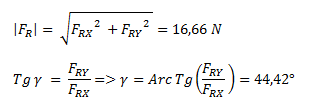 |F_R| = √(F_RX² + F_RY²) = 16,66 N
Tg γ = F_RY/F_RX => γ = Arc Tg(F_RY/F_RX) = 44,42°